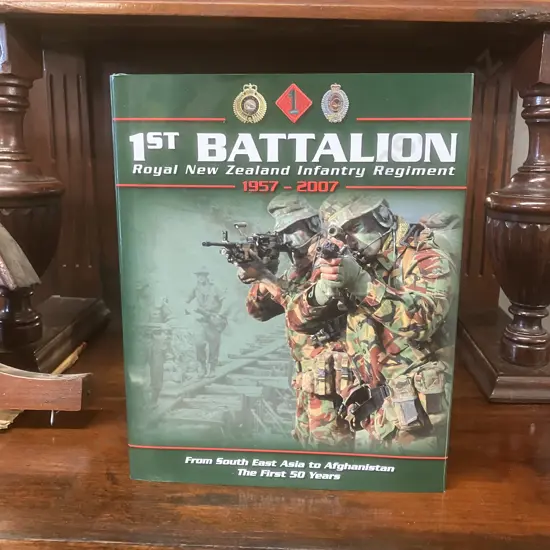 1
1ST BATTALION
Royal New Zealand Infantry Regiment
1957 - 2007
From South East Asia to Afghanistan
The First 50 Years